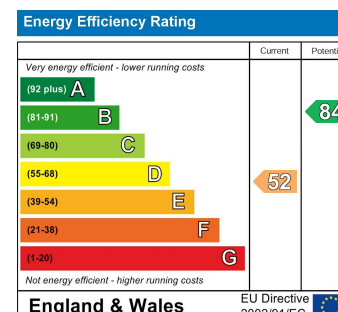 Energy Efficiency Rating
Current
Very energy efficient - lower running costs
(92 plus) A
(81-91) B
84
(69-80) C
(55-68) D
52
(39-54) E
(21-38) F
(1-20) G
Not energy efficient - higher running costs
England & Wales
EU Directive